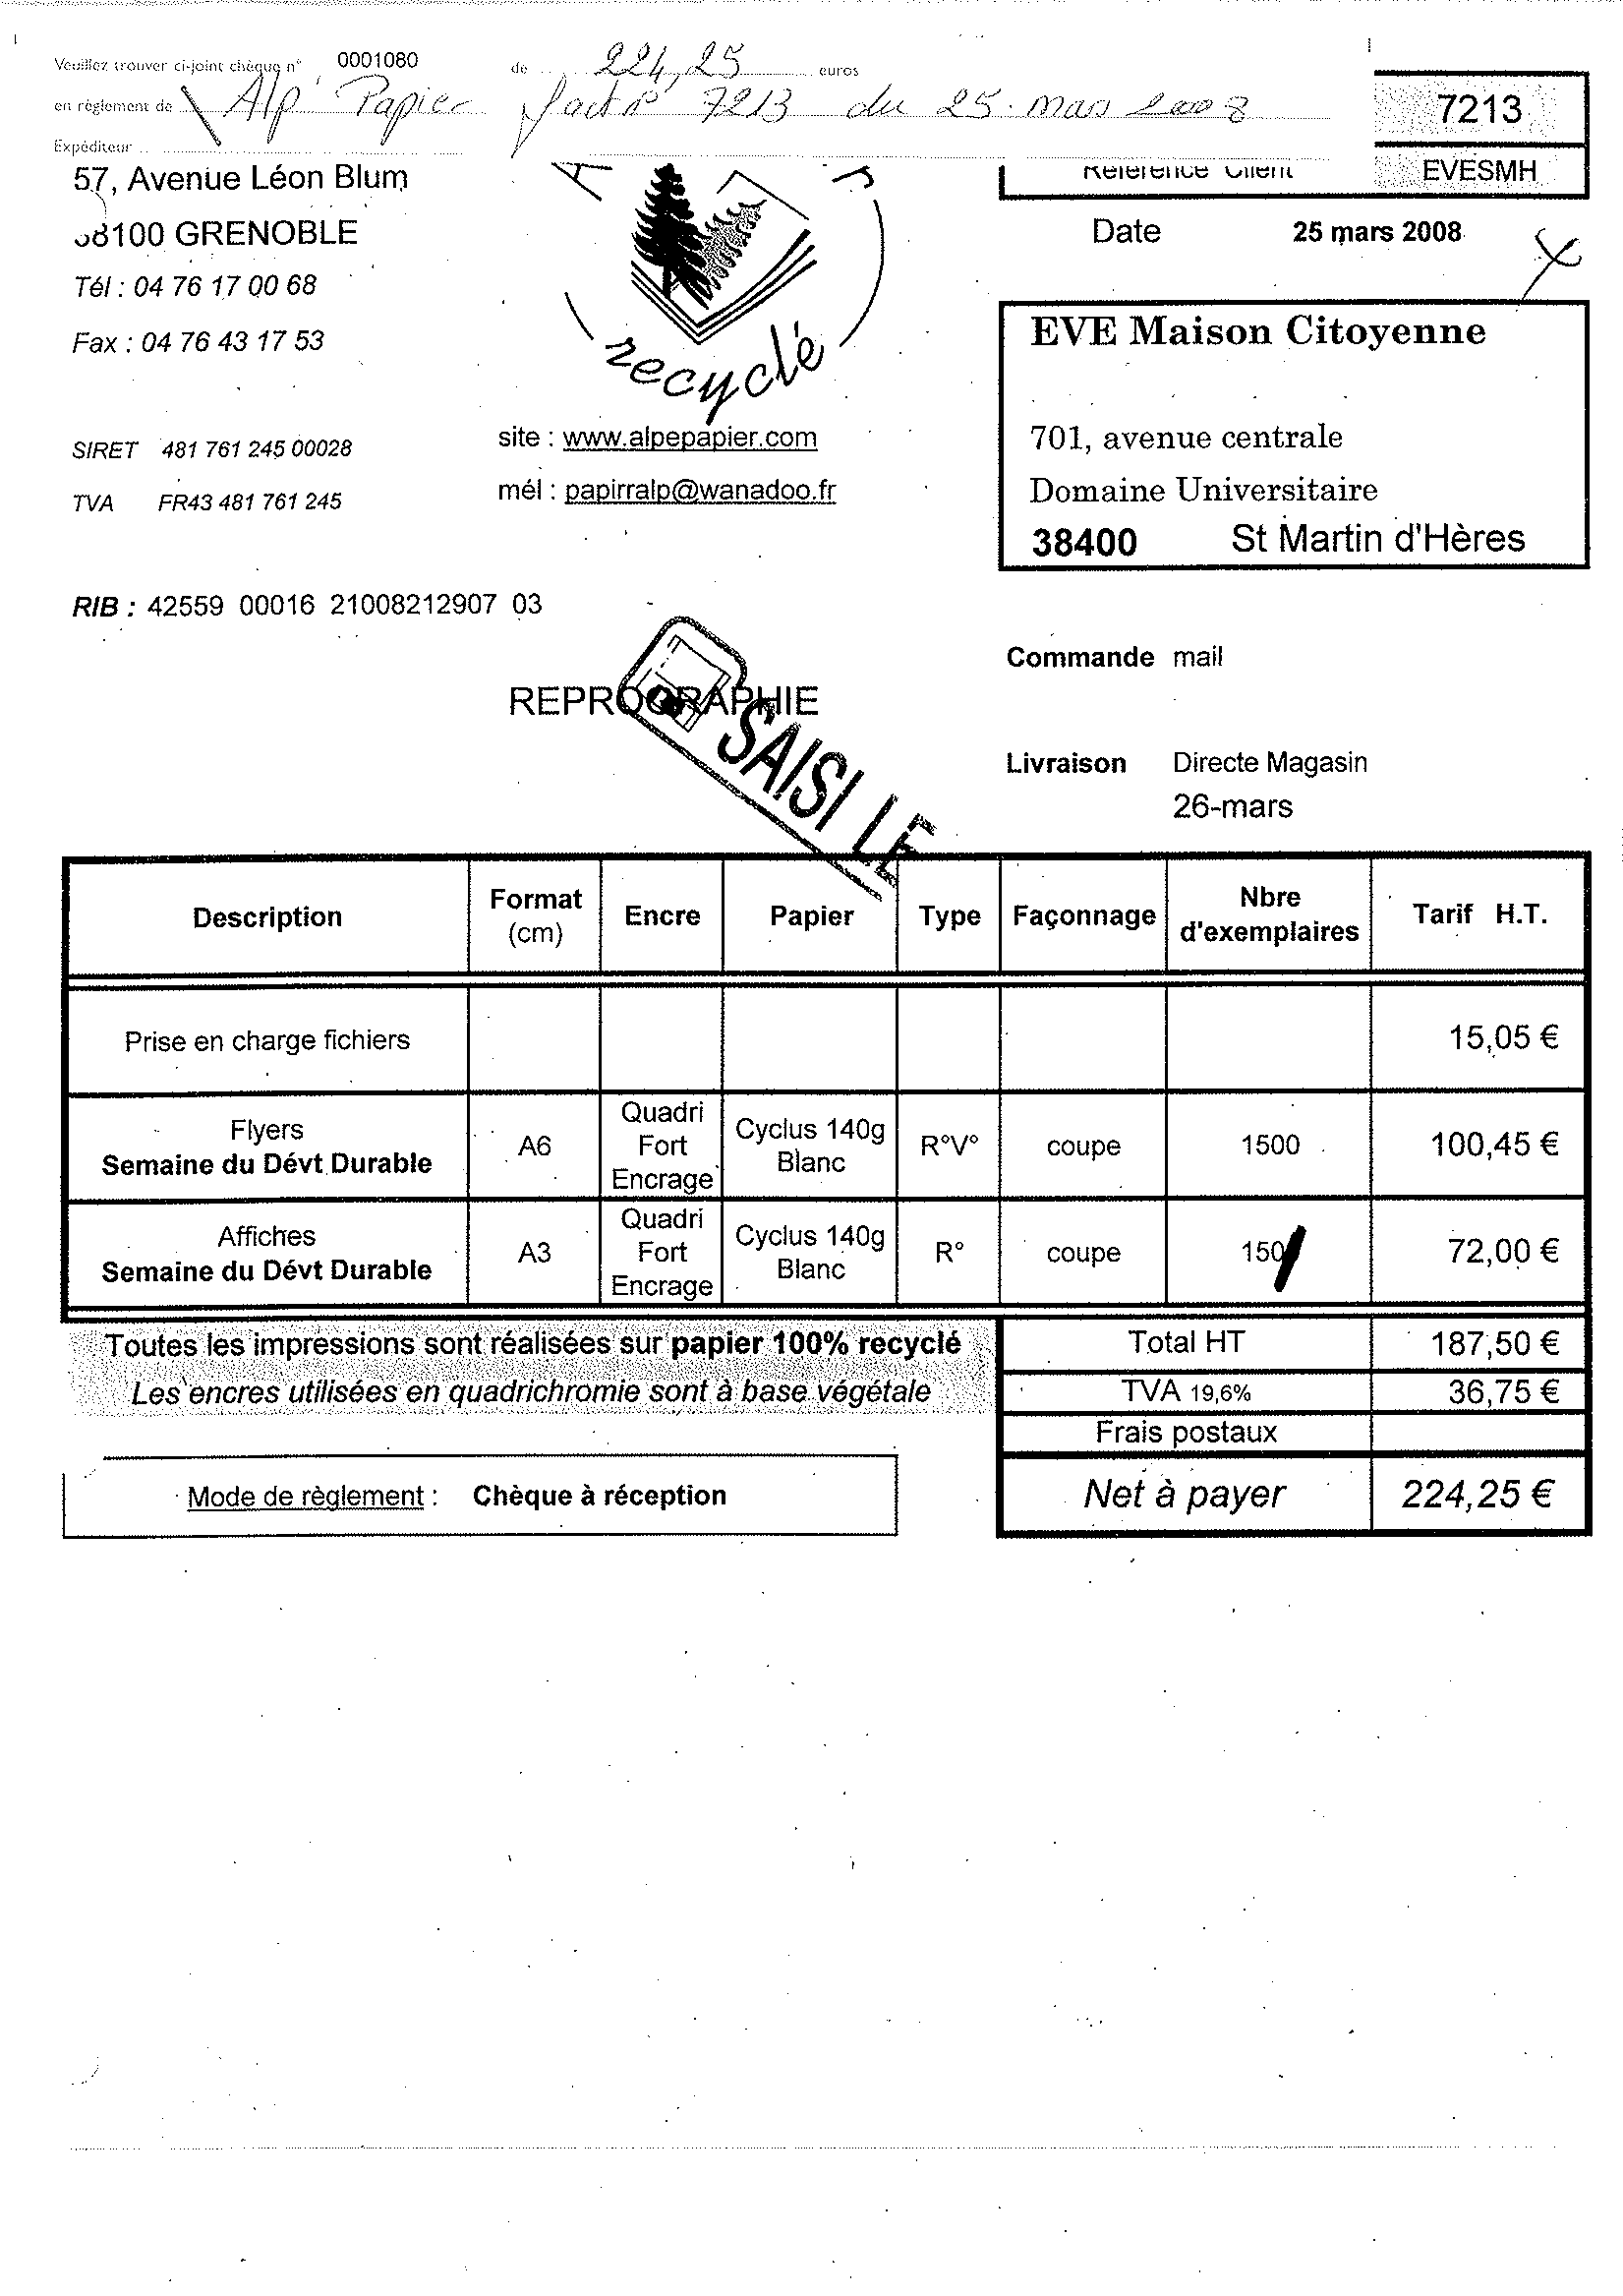 Veuillez trouver ci-joint chèque n° 0001080 de 224,25 euros
en règlement de Alp' Papier fact n° 7213 du 25. mars 2008
Expéditeur
7213
Référence Client EVESMH
57, Avenue Léon Blum
38100 GRENOBLE
Tél : 04 76 17 00 68
Fax : 04 76 43 17 53
recyclé
Date 25 mars 2008
EVE Maison Citoyenne
701, avenue centrale
Domaine Universitaire
38400 St Martin d'Hères
SIRET 481 761 245 00028
TVA FR43 481 761 245
site : www.alpepapier.com
mél : papirralp@wanadoo.fr
RIB : 42559 00016 21008212907 03
Commande mail
REPROGRAPHIE
SAISI LE
Livraison Directe Magasin
26-mars
Description Format (cm) Encre Papier Type Façonnage Nbre d'exemplaires Tarif H.T.
Prise en charge fichiers 15,05 €
Flyers Semaine du Dévt Durable A6 Quadri Fort Encrage Cyclus 140g Blanc R°V° coupe 1500 100,45 €
Affiches Semaine du Dévt Durable A3 Quadri Fort Encrage Cyclus 140g Blanc R° coupe 150 72,00 €
Toutes les impressions sont réalisées sur papier 100% recyclé
Les encres utilisées en quadrichromie sont à base végétale
Total HT 187,50 €
TVA 19,6% 36,75 €
Frais postaux
Net à payer 224,25 €
Mode de règlement : Chèque à réception